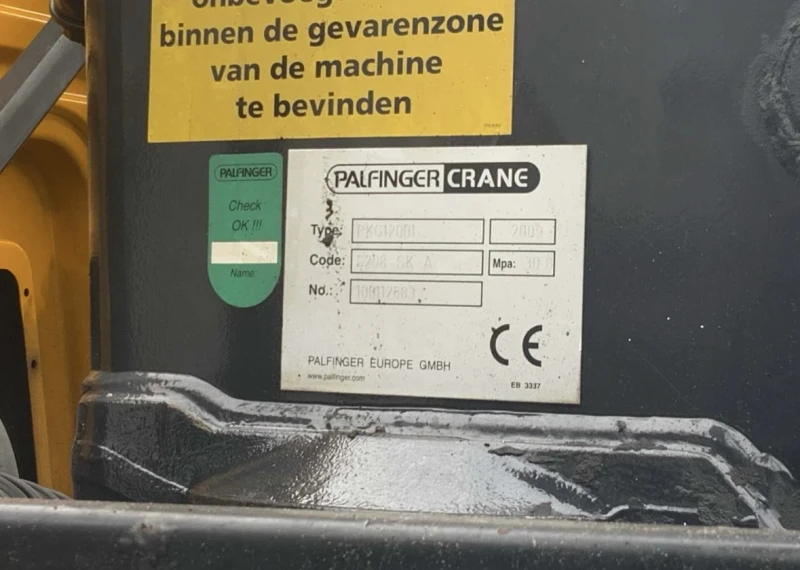 binnen de gevarenzone
van de machine
te bevinden
PALFINGER
Check
OK !!!
Name:
PALFINGER CRANE
Type:
Code:
Mpa:
No.:
PALFINGER EUROPE GMBH
www.palfinger.com
EB 3337
CE